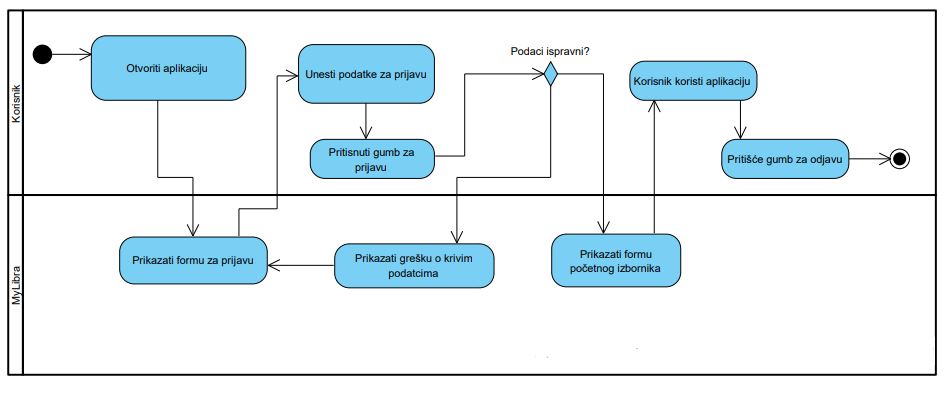 Korisnik
Otvoriti aplikaciju
Unesti podatke za prijavu
Pritisnuti gumb za
prijavu
Podaci ispravni?
Korisnik koristi aplikaciju
Pritišće gumb za odjavu
MyLibra
Prikazati formu za prijavu
Prikazati grešku o krivim
podatcima
Prikazati formu
početnog izbornika